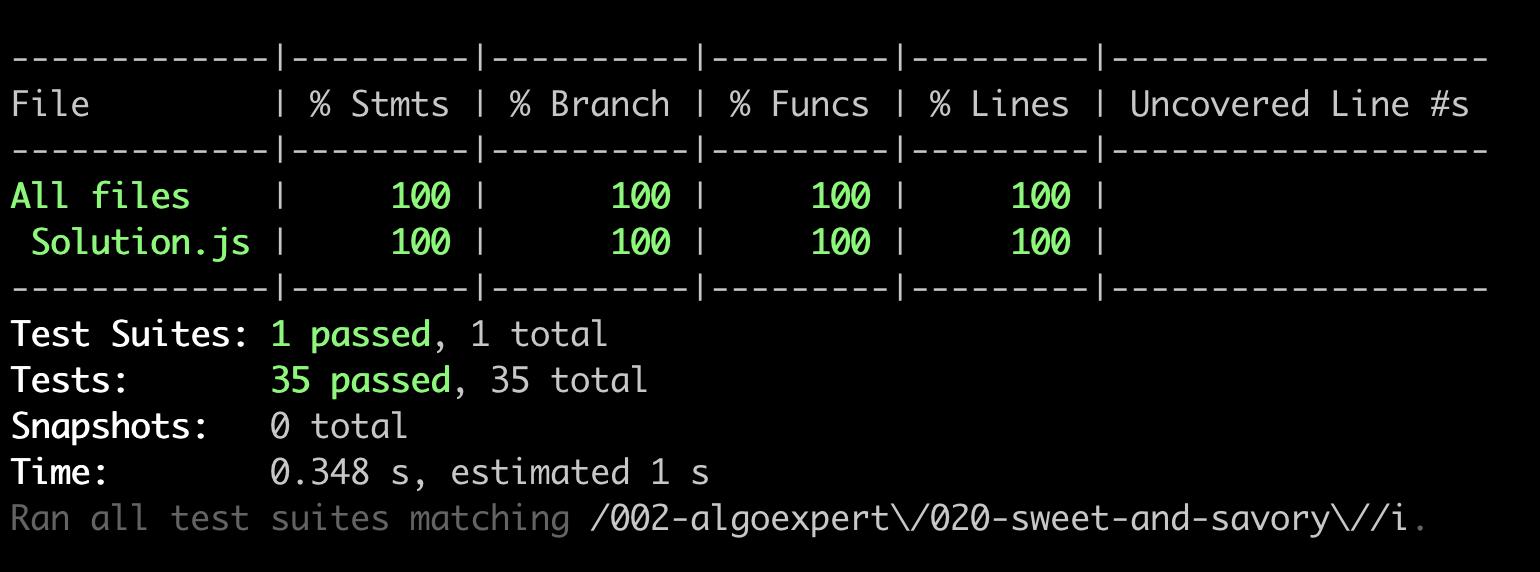 -------------|---------|----------|---------|---------|-------------------
File         | % Stmts | % Branch | % Funcs | % Lines | Uncovered Line #s
-------------|---------|----------|---------|---------|-------------------
All files    |     100 |      100 |     100 |     100 |
 Solution.js |     100 |      100 |     100 |     100 |
-------------|---------|----------|---------|---------|-------------------
Test Suites: 1 passed, 1 total
Tests:       35 passed, 35 total
Snapshots:   0 total
Time:        0.348 s, estimated 1 s
Ran all test suites matching /002-algoexpert\/020-sweet-and-savory\//i.